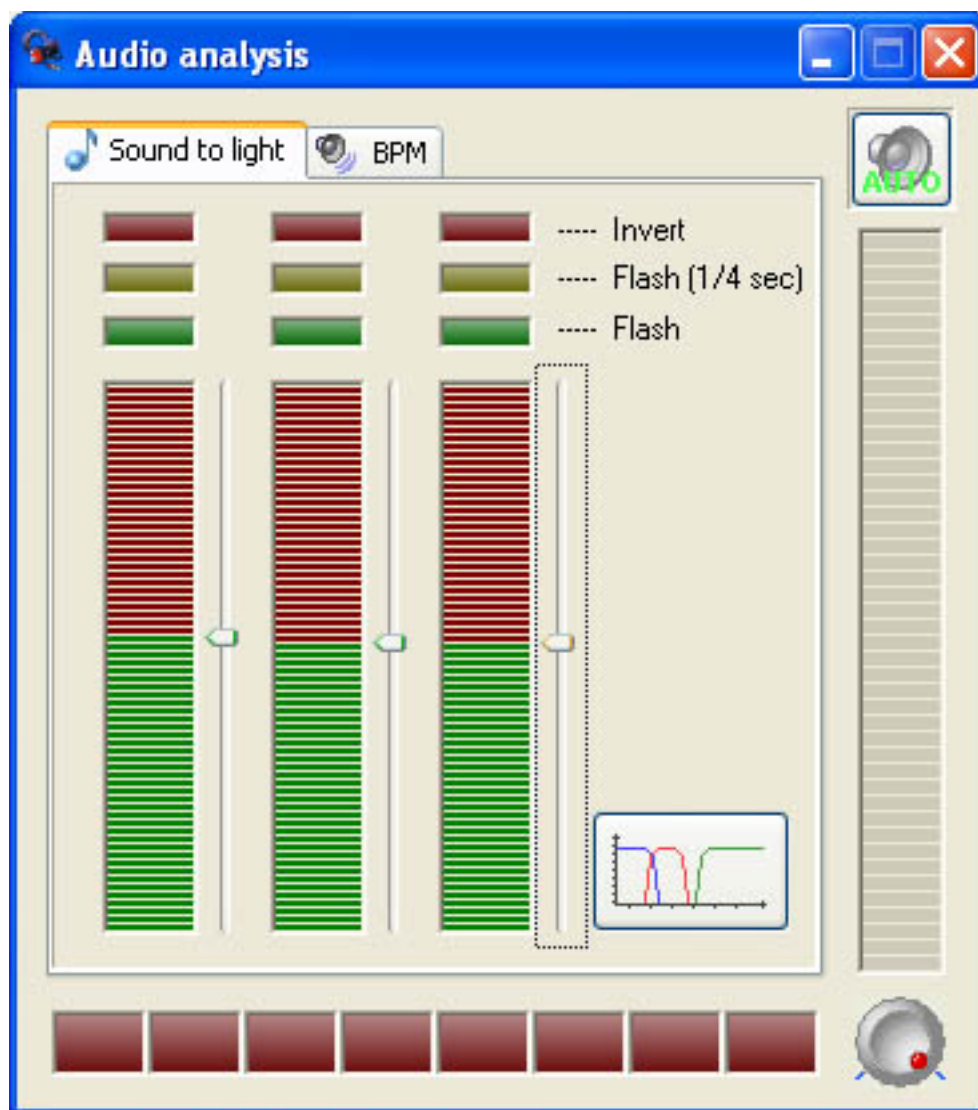 Audio analysis
Sound to light
BPM
AUTO
----- Invert
----- Flash (1/4 sec)
----- Flash